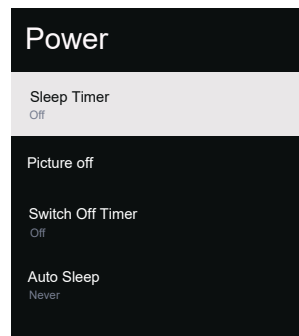 Power
Sleep Timer
Off
Picture off
Switch Off Timer
Off
Auto Sleep
Never